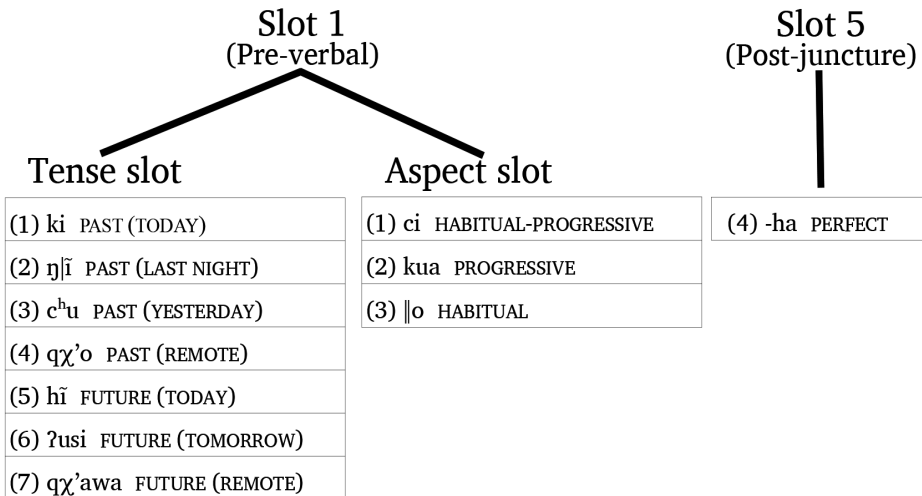 Slot 1
(Pre-verbal)
Slot 5
(Post-juncture)
Tense slot
(1) ki PAST (TODAY)
(2) ŋ|ĩ PAST (LAST NIGHT)
(3) cʰu PAST (YESTERDAY)
(4) qχ’o PAST (REMOTE)
(5) hĩ FUTURE (TODAY)
(6) ʔusi FUTURE (TOMORROW)
(7) qχ’awa FUTURE (REMOTE)
Aspect slot
(1) ci HABITUAL-PROGRESSIVE
(2) kua PROGRESSIVE
(3) ‖o HABITUAL
(4) -ha PERFECT